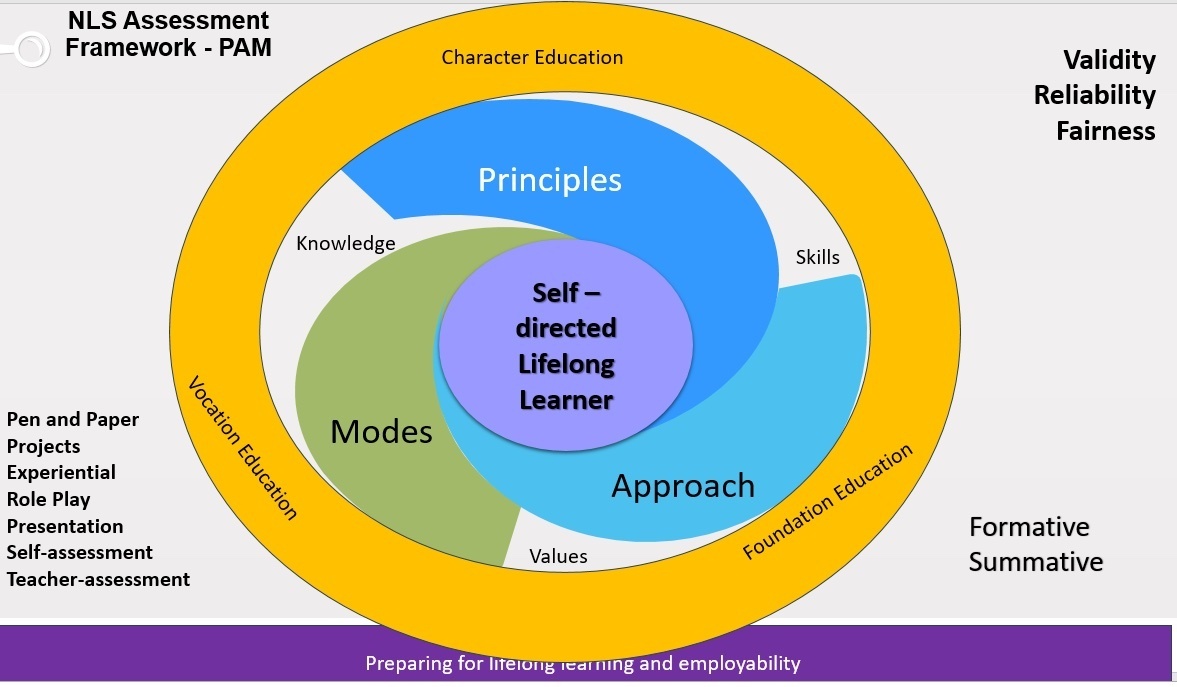 NLS Assessment
Framework - PAM
Character Education
Validity
Reliability
Fairness
Principles
Knowledge
Skills
Self –
directed
Lifelong
Learner
Modes
Approach
Vocation Education
Foundation Education
Values
Pen and Paper
Projects
Experiential
Role Play
Presentation
Self-assessment
Teacher-assessment
Formative
Summative
Preparing for lifelong learning and employability